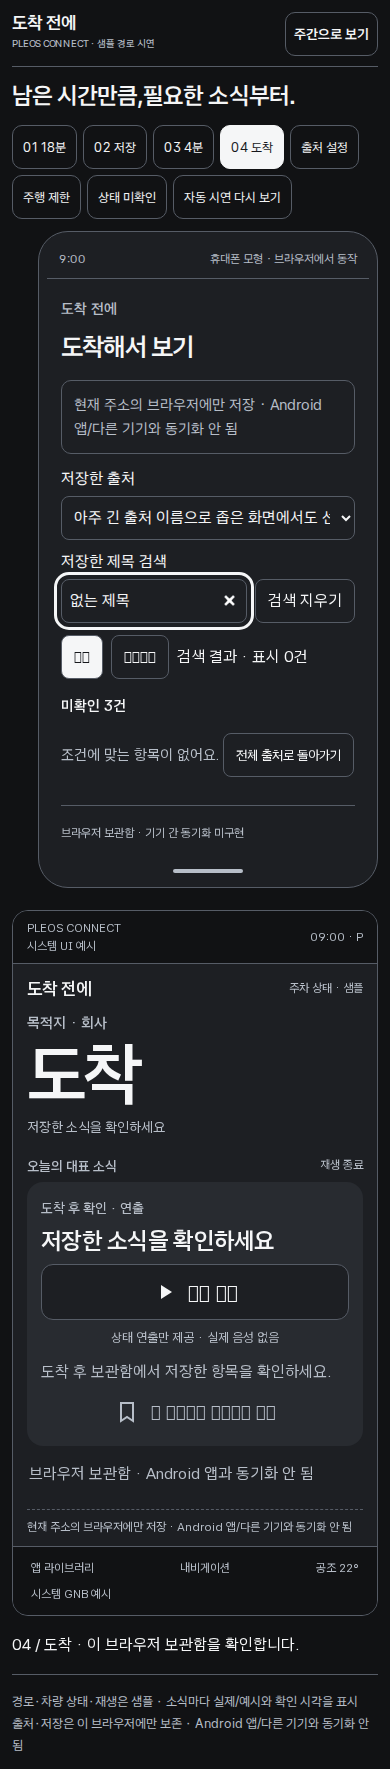 도착 전에
PLEOS CONNECT · 샘플 경로 시연
주간으로 보기
남은 시간만큼,필요한 소식부터.
01 18분
02 저장
03 4분
04 도착
출처 설정
주행 제한
상태 미확인
자동 시연 다시 보기
9:00
휴대폰 모형 · 브라우저에서 동작
도착 전에
도착해서 보기
현재 주소의 브라우저에만 저장 · Android
앱/다른 기기와 동기화 안 됨
저장한 출처
아주 긴 출처 이름으로 좁은 화면에서도
저장한 제목 검색
없는 제목
검색 지우기
검색 결과 · 표시 0건
미확인 3건
조건에 맞는 항목이 없어요.
전체 출처로 돌아가기
브라우저 보관함 · 기기 간 동기화 미구현
PLEOS CONNECT
시스템 UI 예시
09:00 · P
도착 전에
주차 상태 · 샘플
목적지 · 회사
도착
저장한 소식을 확인하세요
오늘의 대표 소식
재생 종료
도착 후 확인 · 연출
저장한 소식을 확인하세요
상태 연출만 제공 · 실제 음성 없음
도착 후 보관함에서 저장한 항목을 확인하세요.
브라우저 보관함 · Android 앱과 동기화 안 됨
현재 주소의 브라우저에만 저장 · Android 앱/다른 기기와 동기화 안 됨
앱 라이브러리
내비게이션
공조 22°
시스템 GNB 예시
04 / 도착 · 이 브라우저 보관함을 확인합니다.
경로·차량 상태·재생은 샘플 · 소식마다 실제/예시와 확인 시각을 표시
출처·저장은 이 브라우저에만 보존 · Android 앱/다른 기기와 동기화 안
됨